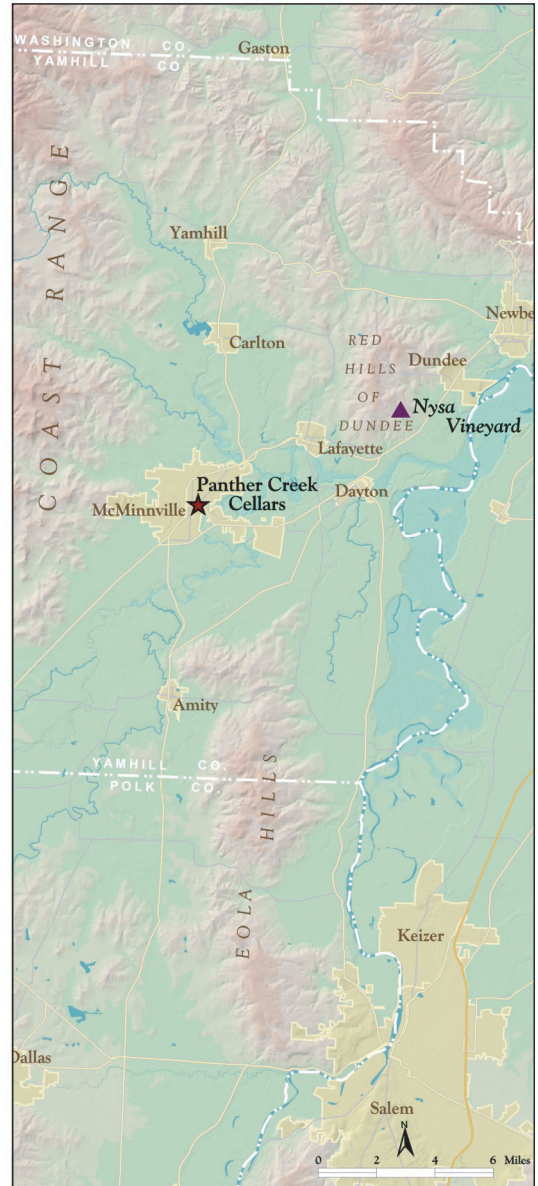 Gaston
WASHINGTON CO.
YAMHILL CO
COAST RANGE
Yamhill
Newbe
Carlton
RED
HILLS
OF
DUNDEE
Dundee
Nysa
Vineyard
Lafayette
Panther Creek
Cellars
Dayton
McMinnville
Amity
YAMHILL CO.
POLK CO.
EOLA HILLS
Keizer
Dallas
Salem
N
0 2 4 6 Miles